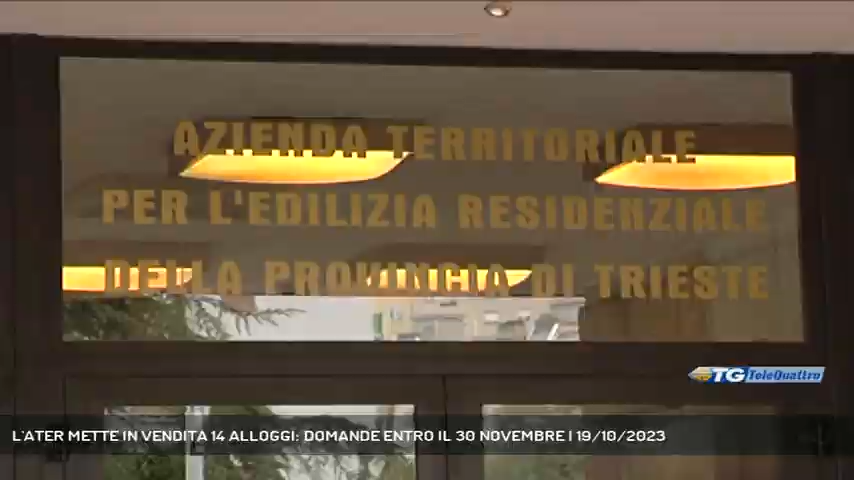 AZIENDA TERRITORIALE
PER L'EDILIZIA RESIDENZIALE
DELLA PROVINCIA DI TRIESTE
TG TeleQuattro
L'ATER METTE IN VENDITA 14 ALLOGGI: DOMANDE ENTRO IL 30 NOVEMBRE | 19/10/2023